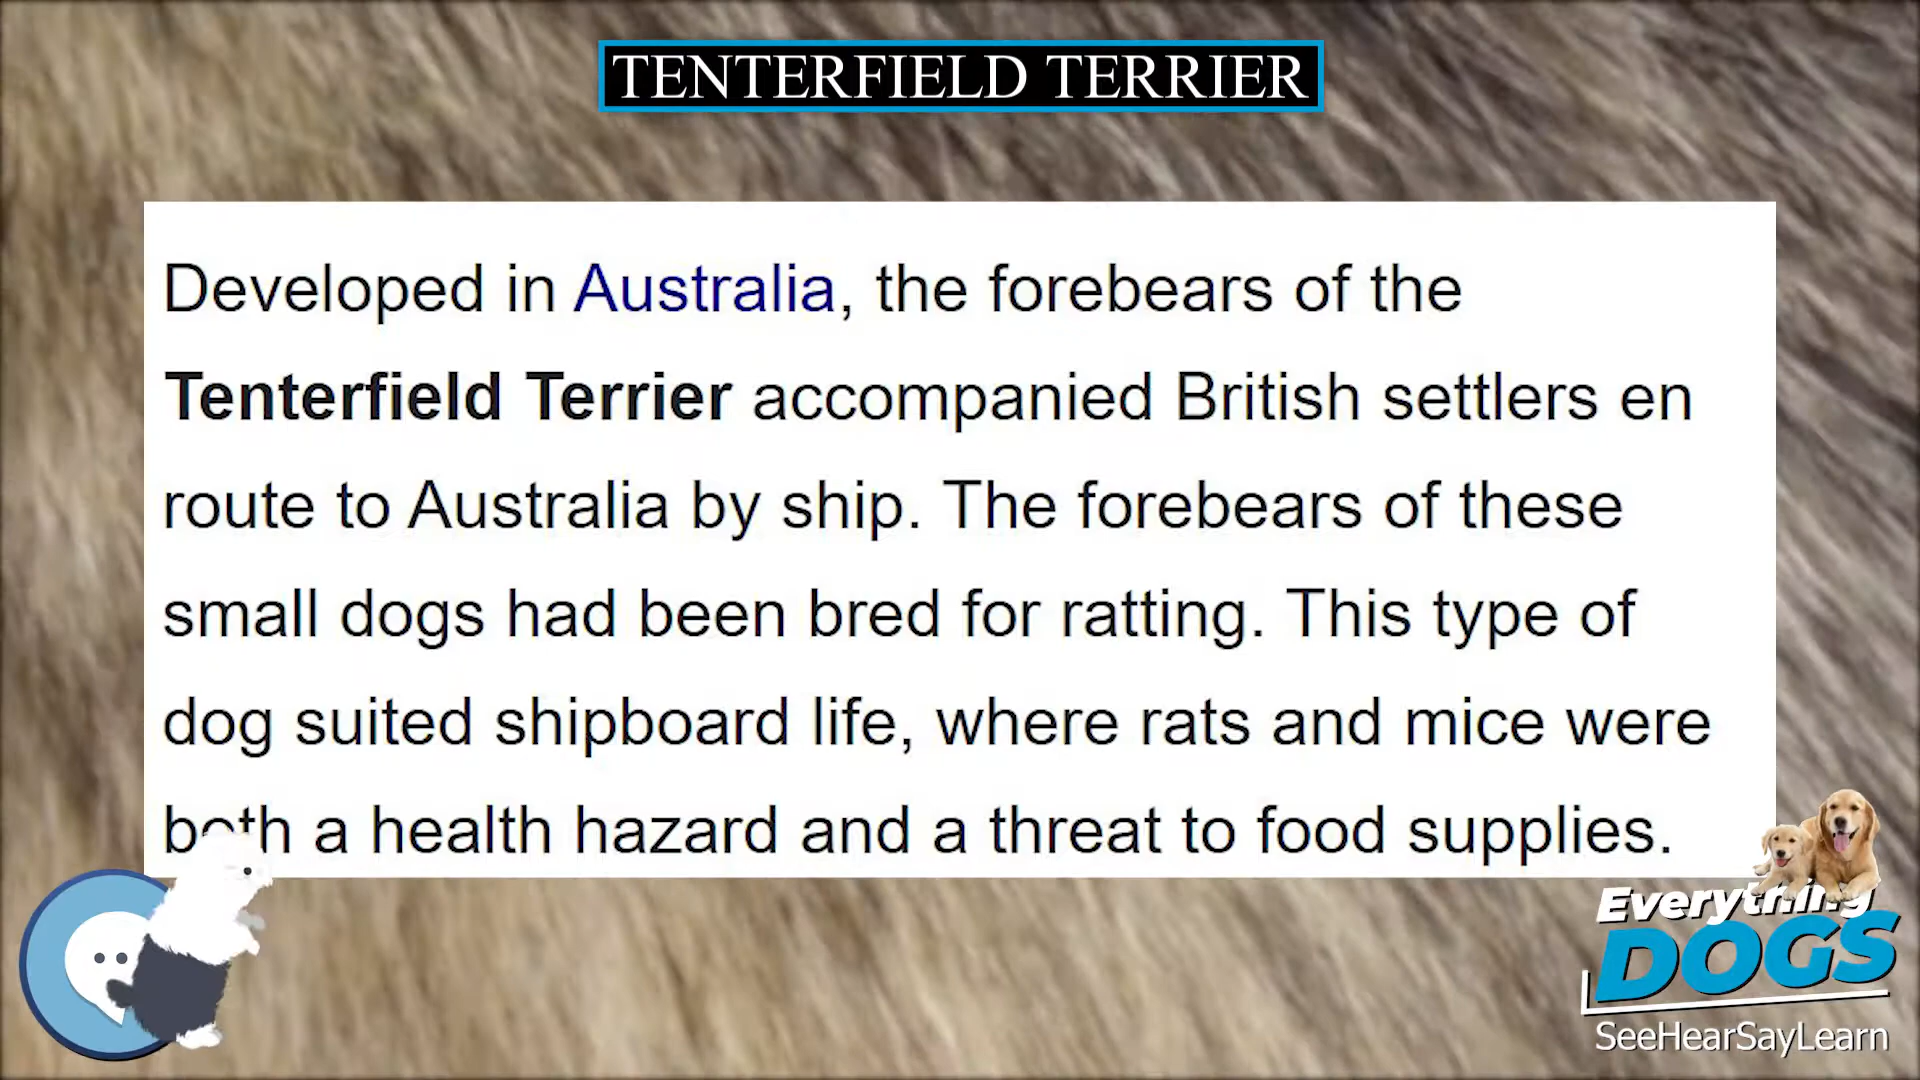 TENTERFIELD TERRIER
Developed in Australia, the forebears of the
Tenterfield Terrier accompanied British settlers en
route to Australia by ship. The forebears of these
small dogs had been bred for ratting. This type of
dog suited shipboard life, where rats and mice were
both a health hazard and a threat to food supplies.
Everything
DOGS
SeeHearSayLearn